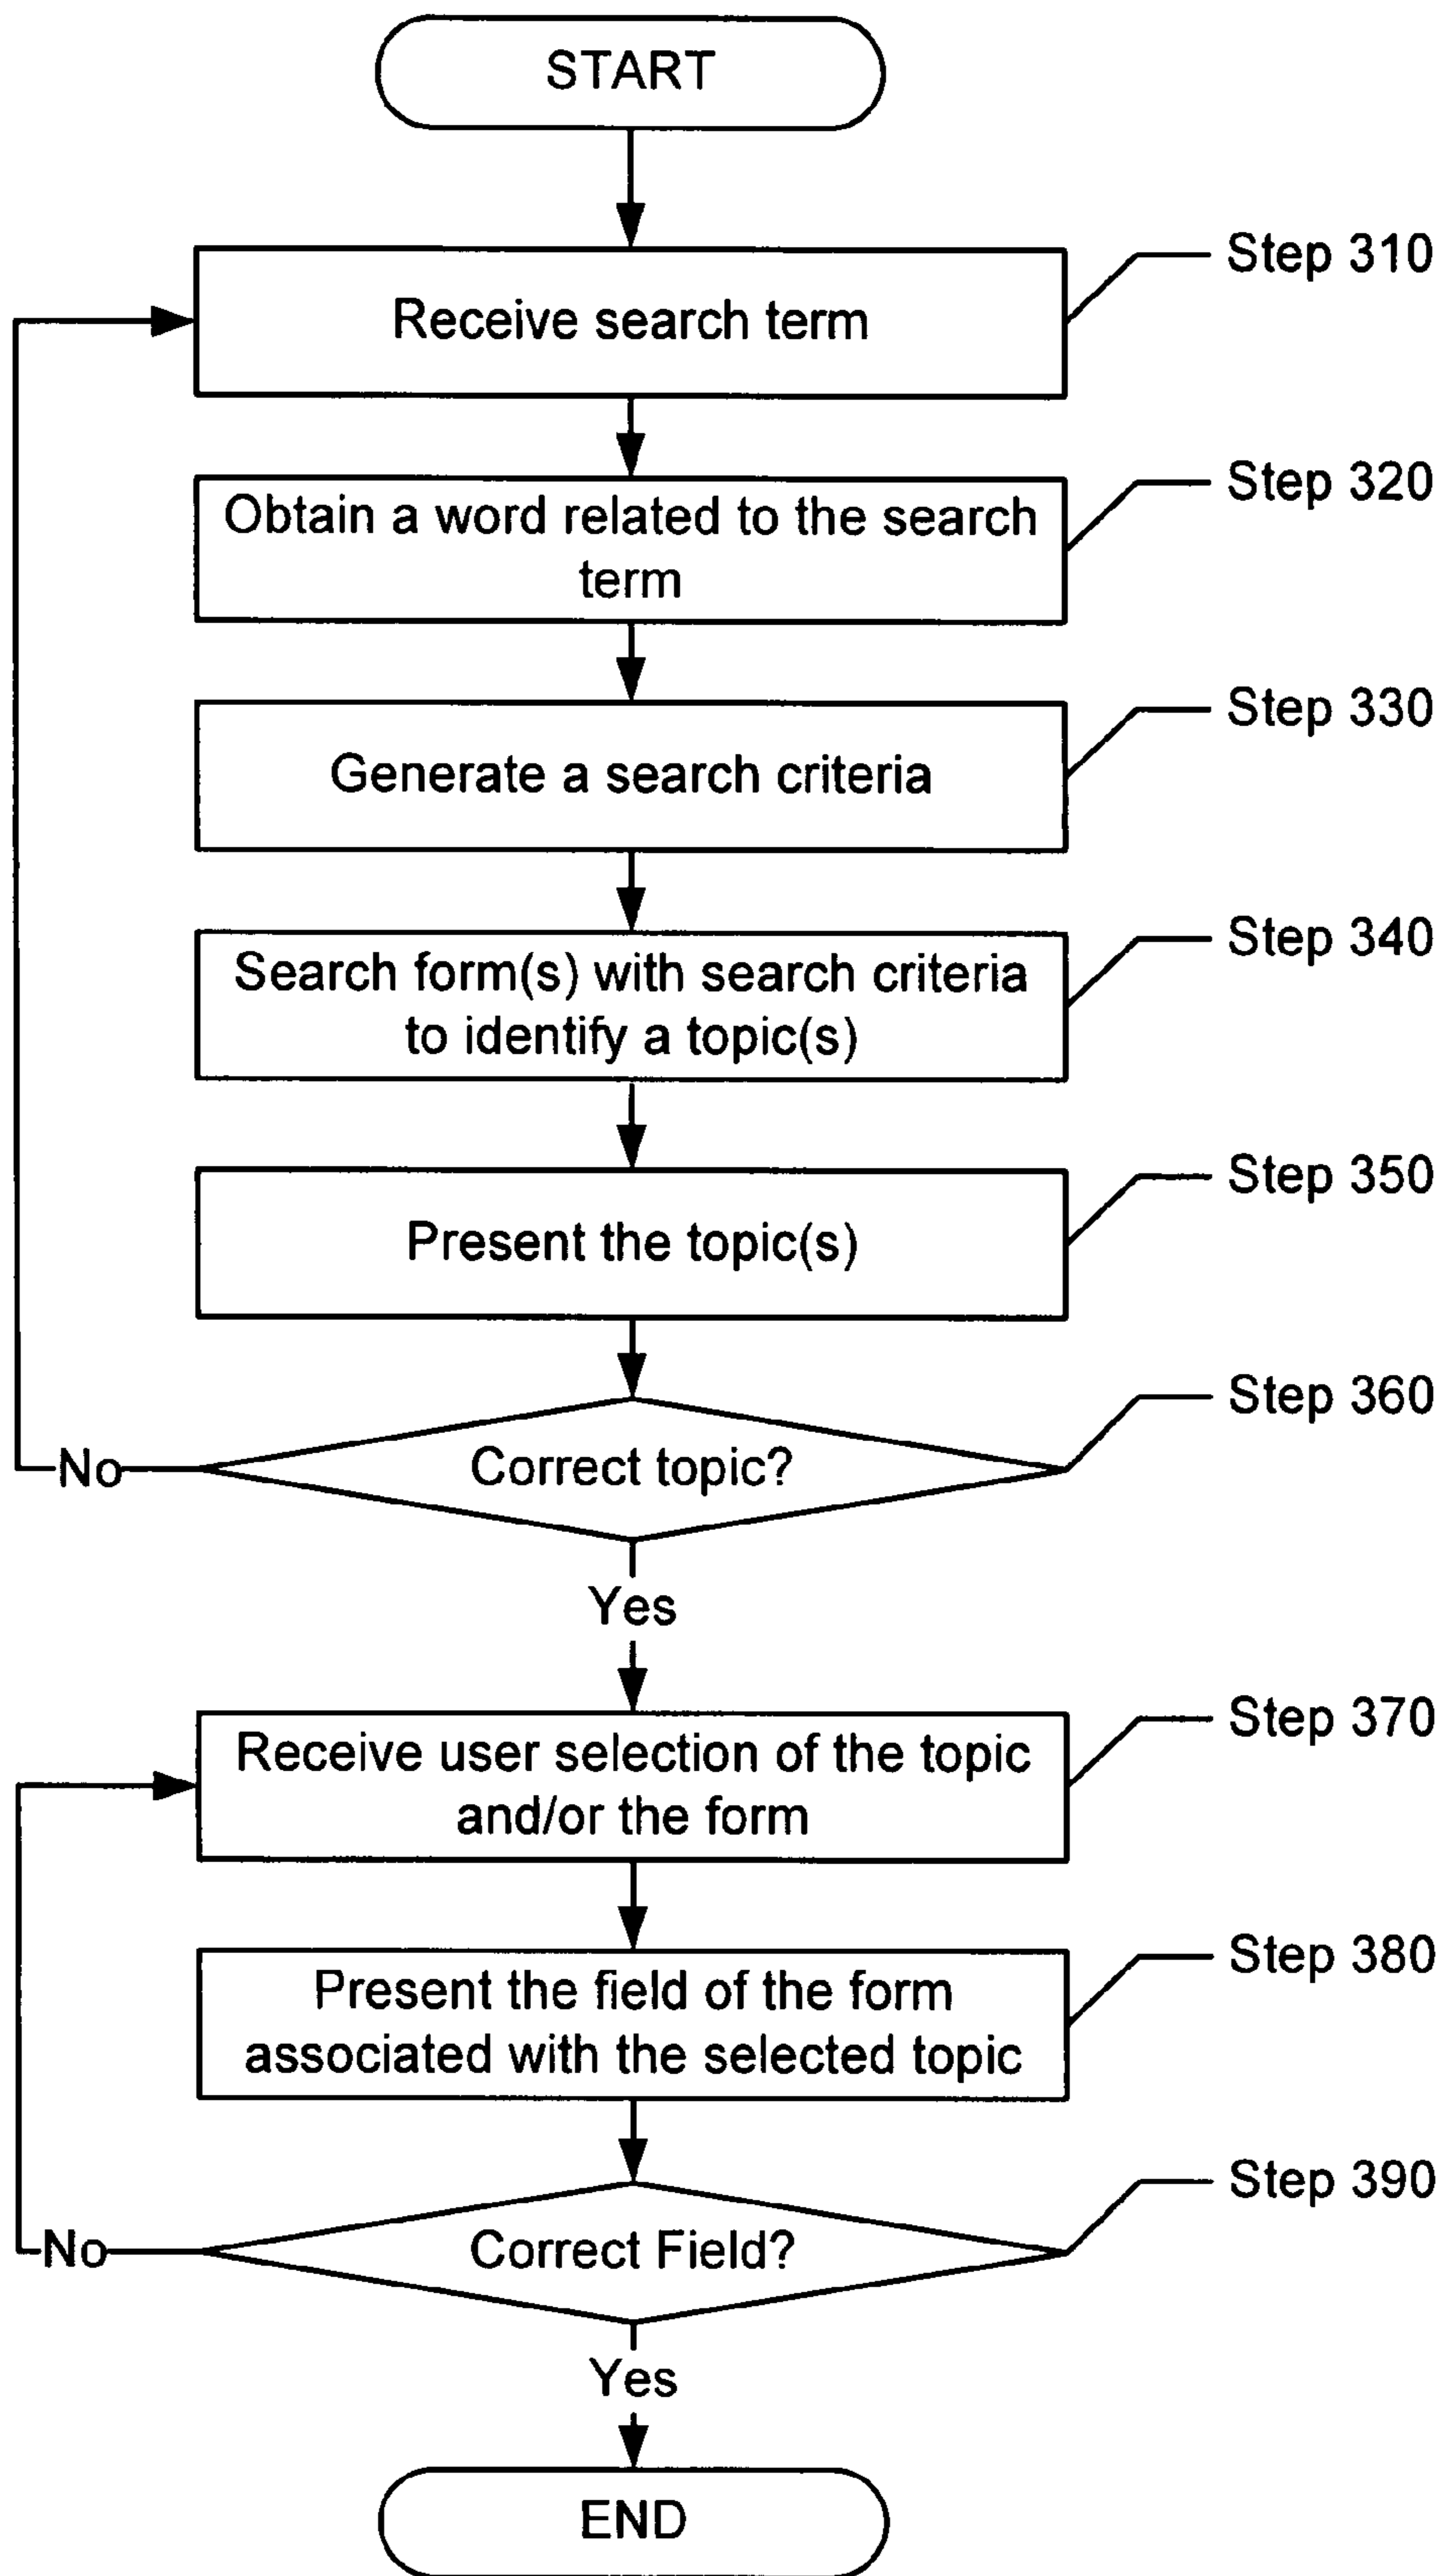 START
Receive search term
Step 310
Obtain a word related to the search
term
Step 320
Generate a search criteria
Step 330
Search form(s) with search criteria
to identify a topic(s)
Step 340
Present the topic(s)
Step 350
Correct topic?
Step 360
No
Yes
Receive user selection of the topic
and/or the form
Step 370
Present the field of the form
associated with the selected topic
Step 380
Correct Field?
Step 390
No
Yes
END